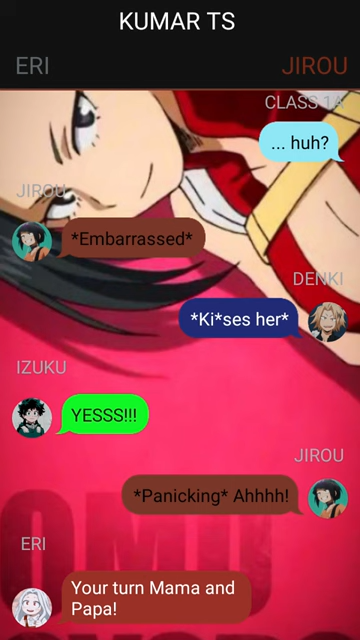 KUMAR TS
ERI
JIROU
CLASS 1A
... huh?
JIROU
*Embarrassed*
DENKI
*Ki*ses her*
IZUKU
YESSS!!!
JIROU
*Panicking* Ahhhh!
ERI
Your turn Mama and
Papa!